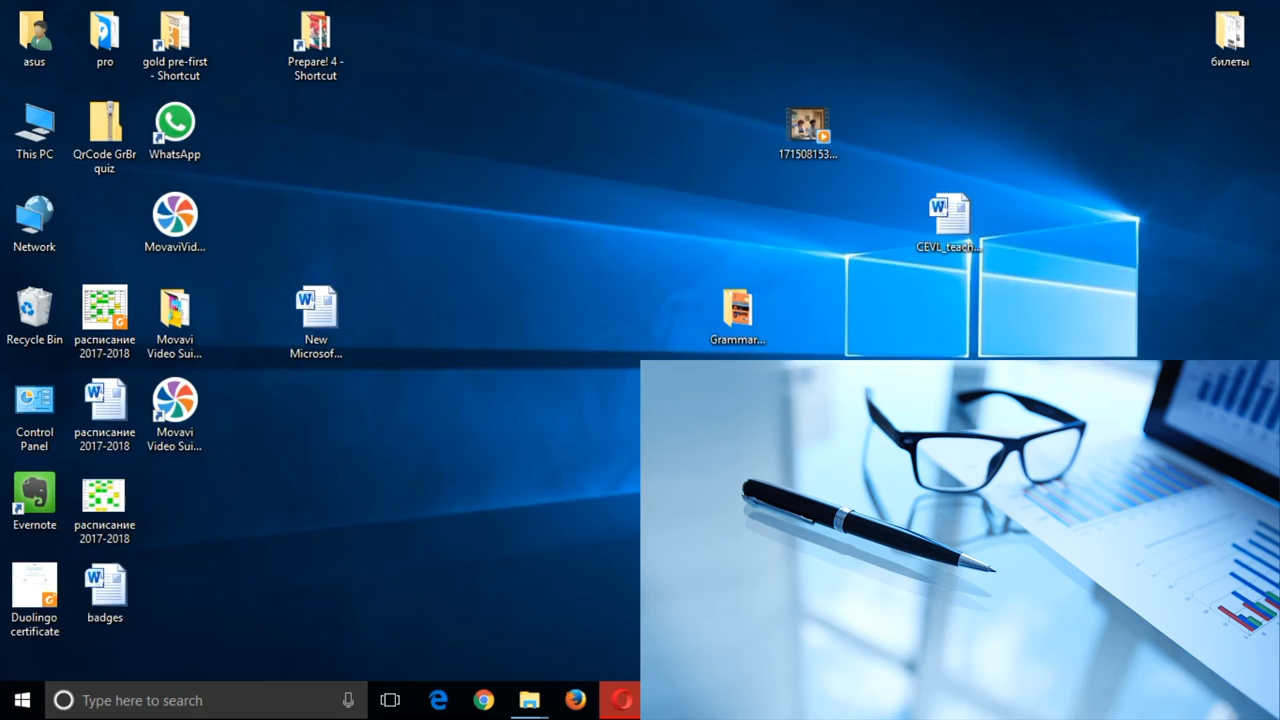 asus
pro
gold pre-first
- Shortcut
Prepare! 4 -
Shortcut
билеты
This PC
QrCode GrBr
quiz
WhatsApp
171508153...
Network
MovaviVid...
CEVL_teach...
Recycle Bin
расписание
2017-2018
Movavi
Video Sui...
New
Microsof...
Grammar...
Control
Panel
расписание
2017-2018
Movavi
Video Sui...
Evernote
расписание
2017-2018
Duolingo
certificate
badges
Type here to search